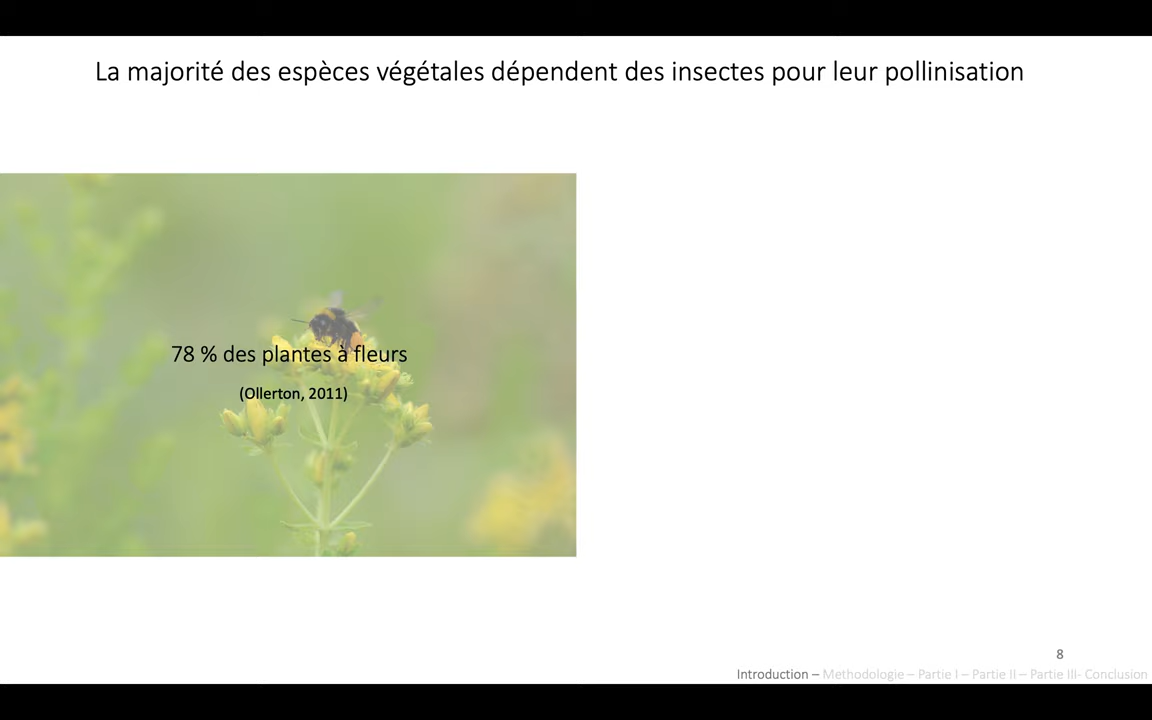 La majorité des espèces végétales dépendent des insectes pour leur pollinisation
78 % des plantes à fleurs
(Ollerton, 2011)
8
Introduction – Methodologie – Partie I – Partie II – Partie III- Conclusion